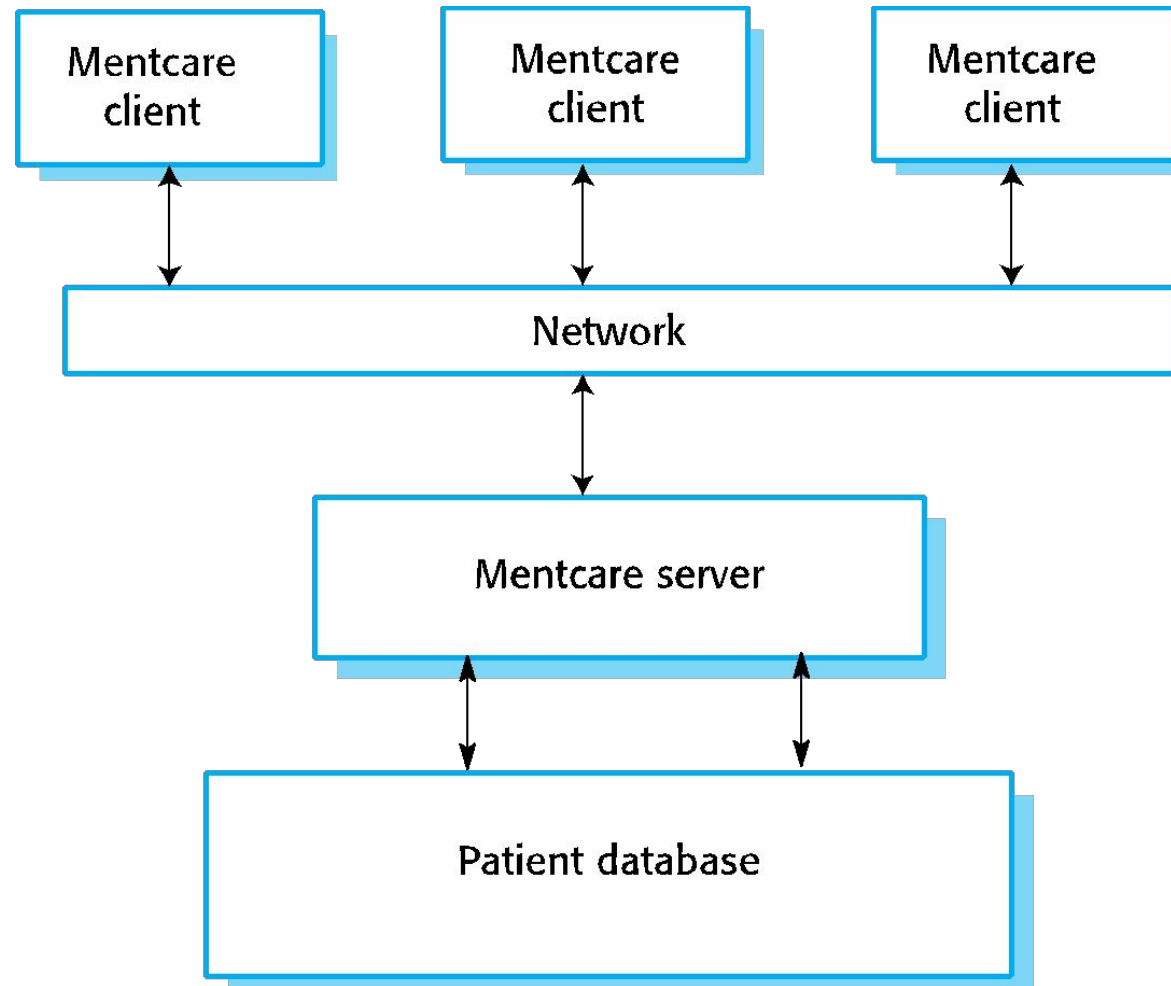 Mentcare
client
Mentcare
client
Mentcare
client
Network
Mentcare server
Patient database